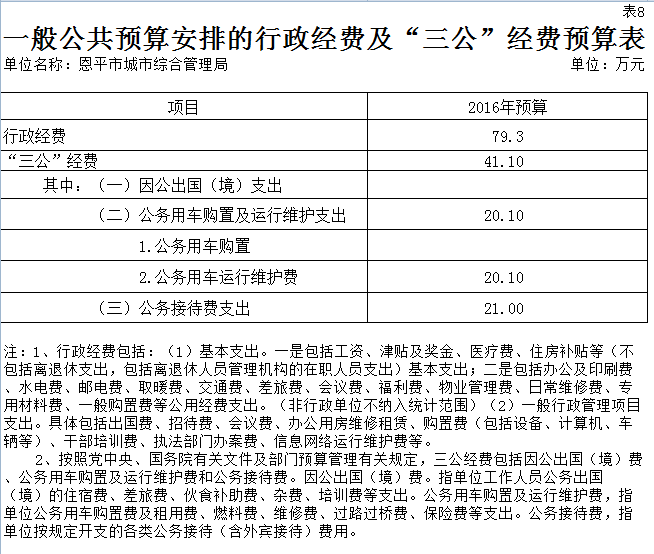 表8
一般公共预算安排的行政经费及“三公”经费预算表
单位名称：恩平市城市综合管理局 单位：万元
项目 2016年预算
行政经费 79.3
“三公”经费 41.10
其中：（一）因公出国（境）支出
（二）公务用车购置及运行维护支出 20.10
1.公务用车购置
2.公务用车运行维护费 20.10
（三）公务接待费支出 21.00
注：1、行政经费包括：（1）基本支出。一是包括工资、津贴及奖金、医疗费、住房补贴等（不
包括离退休支出，包括离退休人员管理机构的在职人员支出）基本支出；二是包括办公及印刷费
、水电费、邮电费、取暖费、交通费、差旅费、会议费、福利费、物业管理费、日常维修费、专
用材料费、一般购置费等公用经费支出。（非行政单位不纳入统计范围）（2）一般行政管理项目
支出。具体包括出国费、招待费、会议费、办公用房维修租赁、购置费（包括设备、计算机、车
辆等）、干部培训费、执法部门办案费、信息网络运行维护费等。
2、按照党中央、国务院有关文件及部门预算管理有关规定，三公经费包括因公出国（境）费
、公务用车购置及运行维护费和公务接待费。因公出国（境）费。指单位工作人员公务出国
（境）的住宿费、差旅费、伙食补助费、杂费、培训费等支出。公务用车购置及运行维护费，指
单位公务用车购置费及租用费、燃料费、维修费、过路过桥费、保险费等支出。公务接待费，指
单位按规定开支的各类公务接待（含外宾接待）费用。